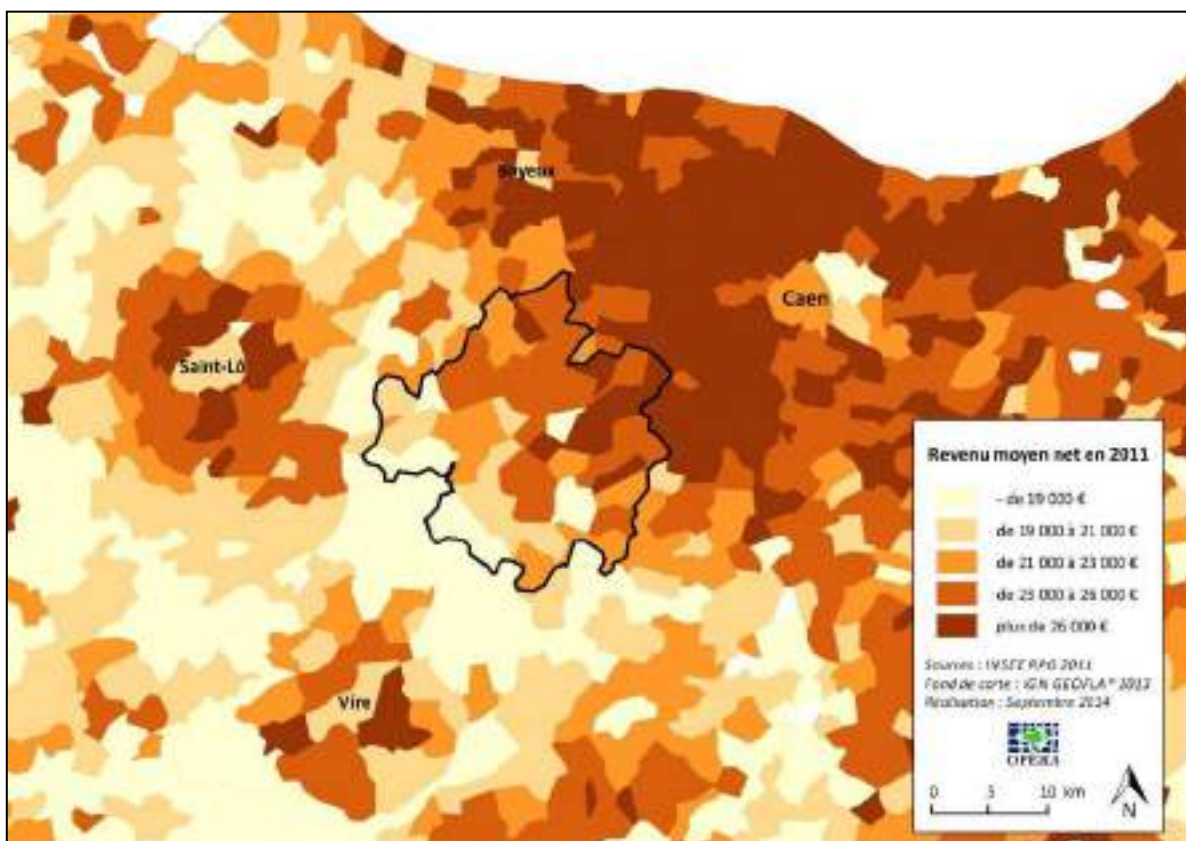 Bayeux
Caen
Saint-Lô
Vire
Revenu moyen net en 2011
- de 19 000 €
de 19 000 à 21 000 €
de 21 000 à 23 000 €
de 23 000 à 26 000 €
plus de 26 000 €
Sources : INSEE RPG 2011
Fond de carte : IGN GEOFLA® 2013
Réalisation : Septembre 2014
OPERA
0 5 10 km
N